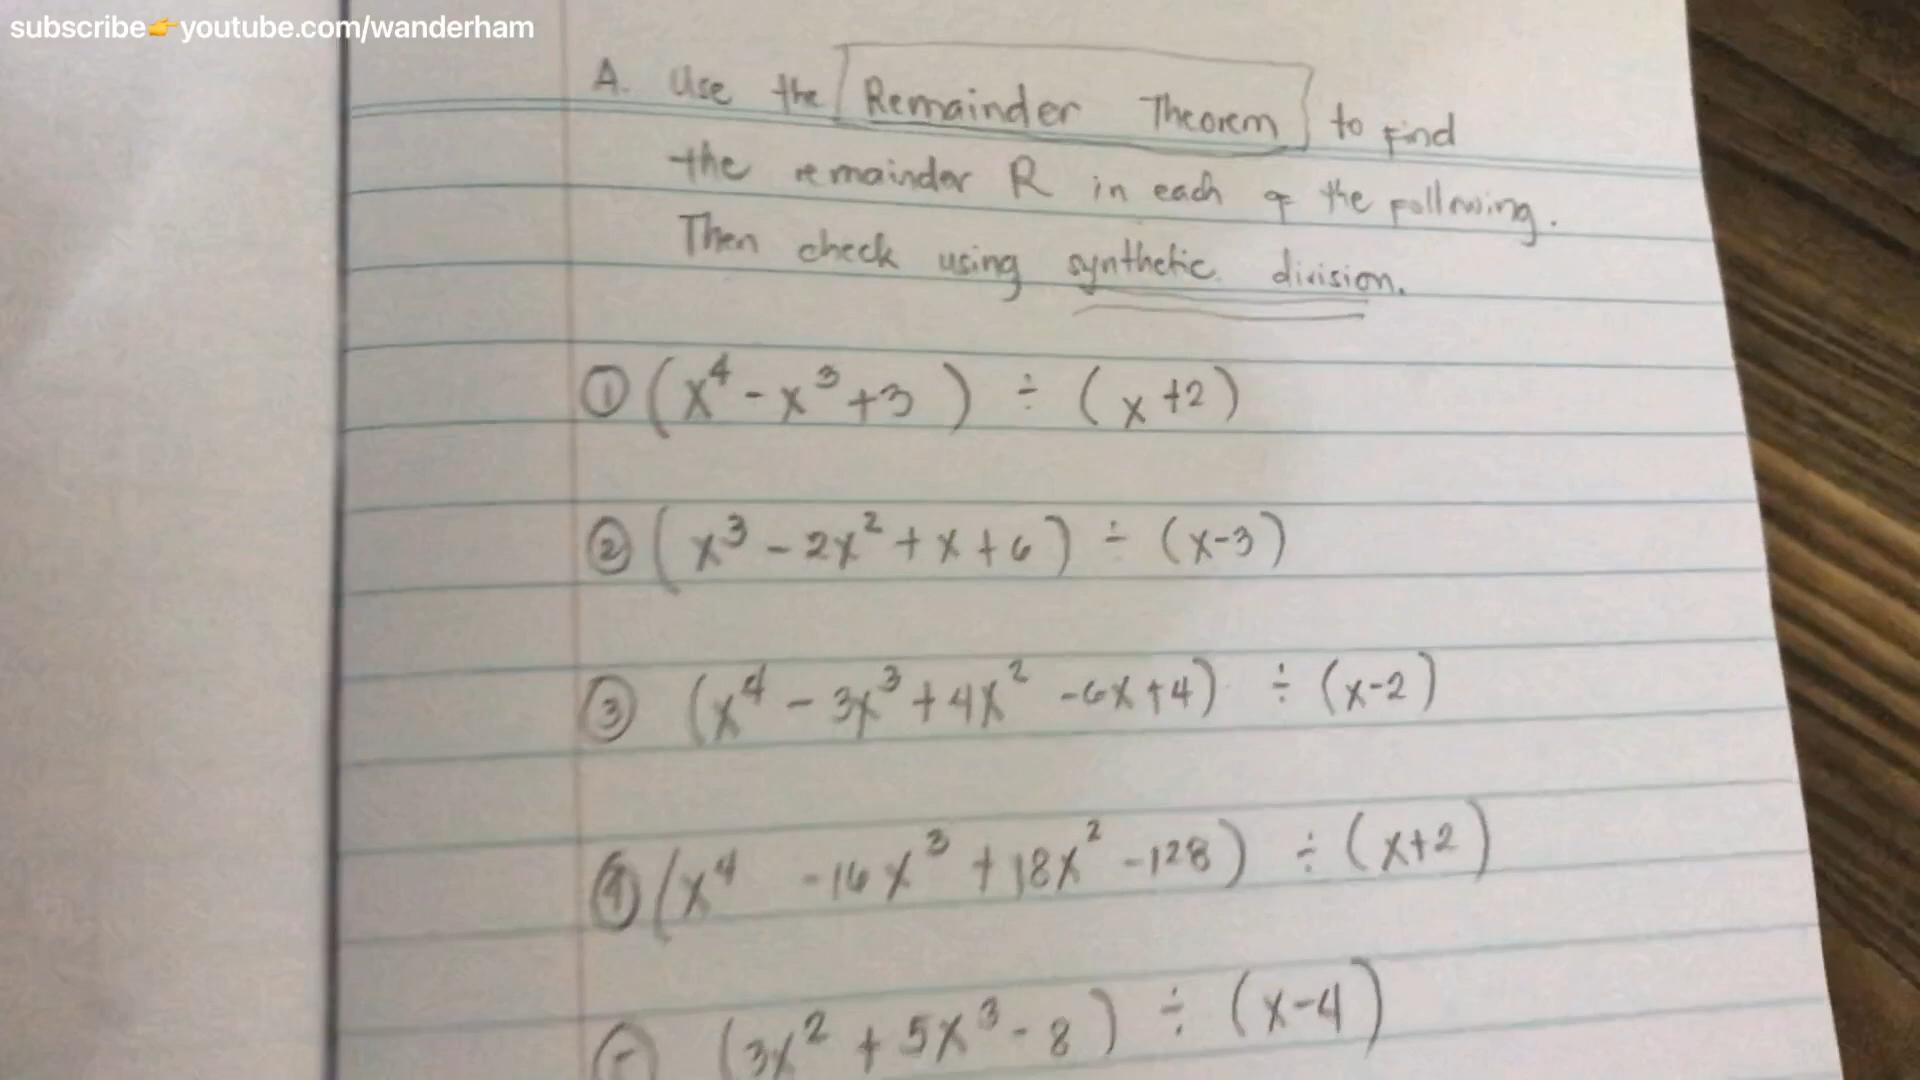 subscribe👉youtube.com/wanderham
A. Use the Remainder Theorem to find
the remainder R in each of the following.
Then check using synthetic division.
① (x⁴ - x³ + 3) ÷ (x + 2)
② (x³ - 2x² + x + 6) ÷ (x - 3)
③ (x⁴ - 3x³ + 4x² - 6x + 4) ÷ (x - 2)
④ (x⁴ - 16x³ + 18x² - 128) ÷ (x + 2)
(3x² + 5x³ - 8) ÷ (x - 4)